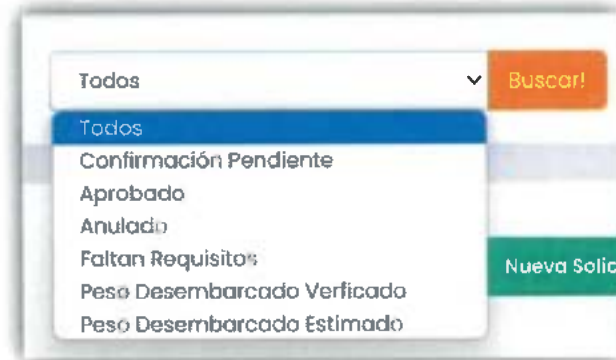 Todos
Buscar!
Todos
Confirmación Pendiente
Aprobado
Anulado
Faltan Requisitos
Nueva Solic
Peso Desembarcado Verficado
Peso Desembarcado Estimado